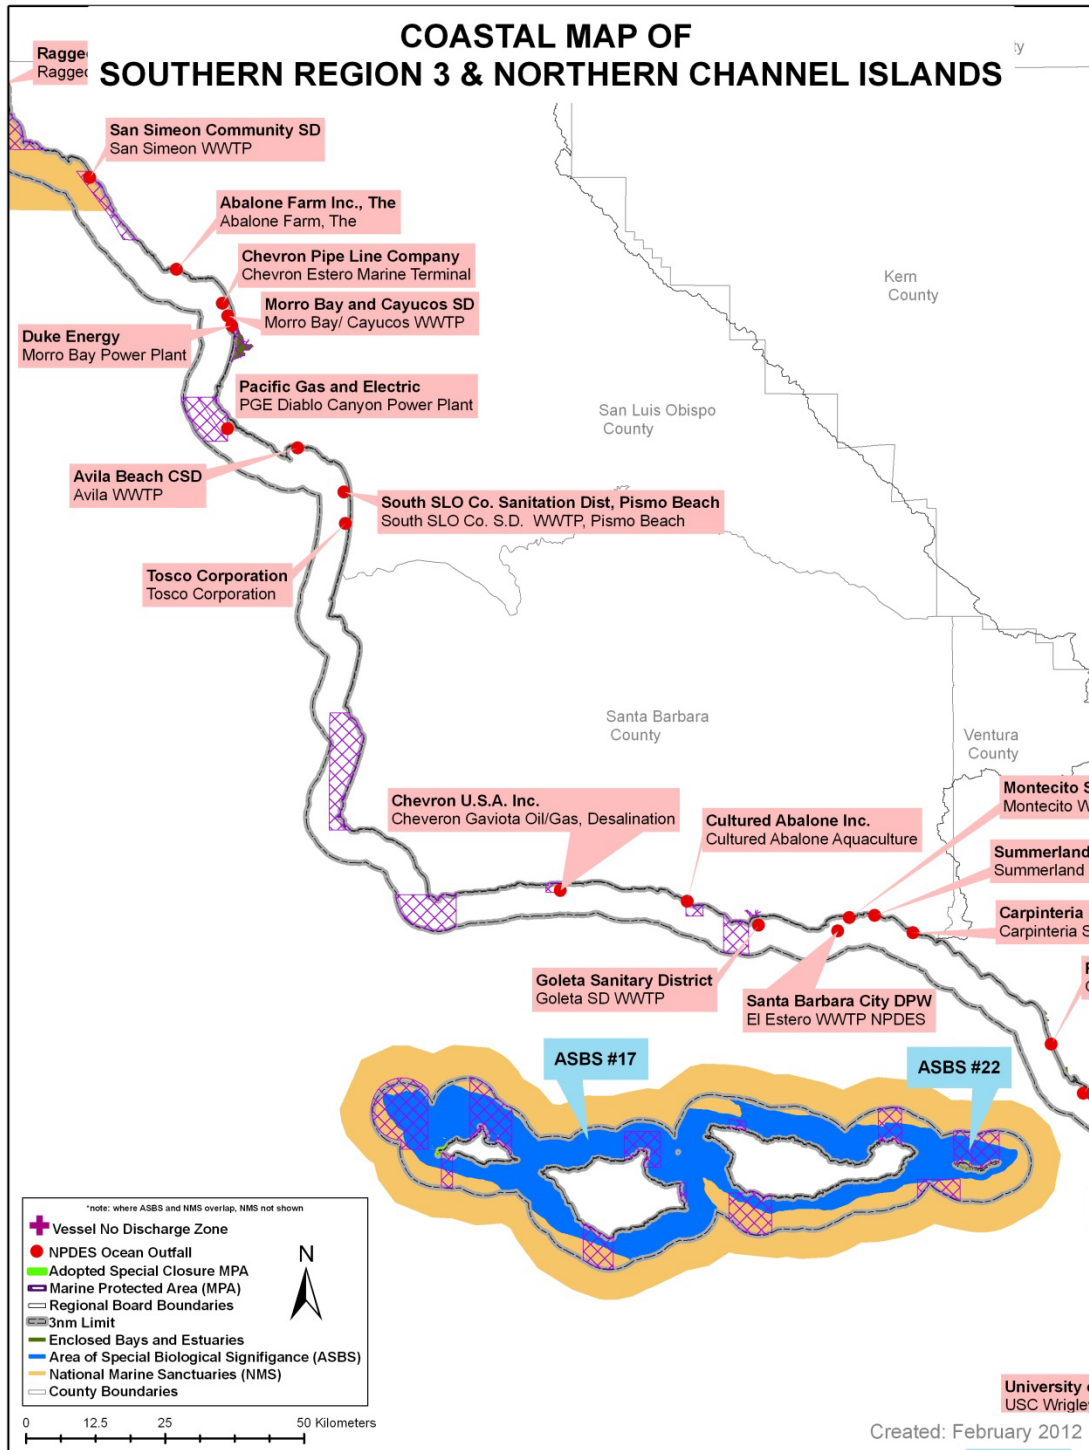 COASTAL MAP OF
SOUTHERN REGION 3 & NORTHERN CHANNEL ISLANDS
San Simeon Community SD
San Simeon WWTP
Abalone Farm Inc., The
Abalone Farm, The
Chevron Pipe Line Company
Chevron Estero Marine Terminal
Morro Bay and Cayucos SD
Morro Bay/ Cayucos WWTP
Duke Energy
Morro Bay Power Plant
Kern
County
Pacific Gas and Electric
PGE Diablo Canyon Power Plant
San Luis Obispo
County
Avila Beach CSD
Avila WWTP
South SLO Co. Sanitation Dist, Pismo Beach
South SLO Co. S.D. WWTP, Pismo Beach
Tosco Corporation
Tosco Corporation
Santa Barbara
County
Ventura
County
Chevron U.S.A. Inc.
Cheveron Gaviota Oil/Gas, Desalination
Cultured Abalone Inc.
Cultured Abalone Aquaculture
Montecito S
Montecito W
Summerland
Summerland
Carpinteria
Carpinteria S
Goleta Sanitary District
Goleta SD WWTP
Santa Barbara City DPW
El Estero WWTP NPDES
ASBS #17
ASBS #22
*note: where ASBS and NMS overlap, NMS not shown
Vessel No Discharge Zone
NPDES Ocean Outfall
Adopted Special Closure MPA
Marine Protected Area (MPA)
Regional Board Boundaries
3nm Limit
Enclosed Bays and Estuaries
Area of Special Biological Signifigance (ASBS)
National Marine Sanctuaries (NMS)
County Boundaries
N
0 12.5 25 50 Kilometers
University
USC Wrigley
Created: February 2012